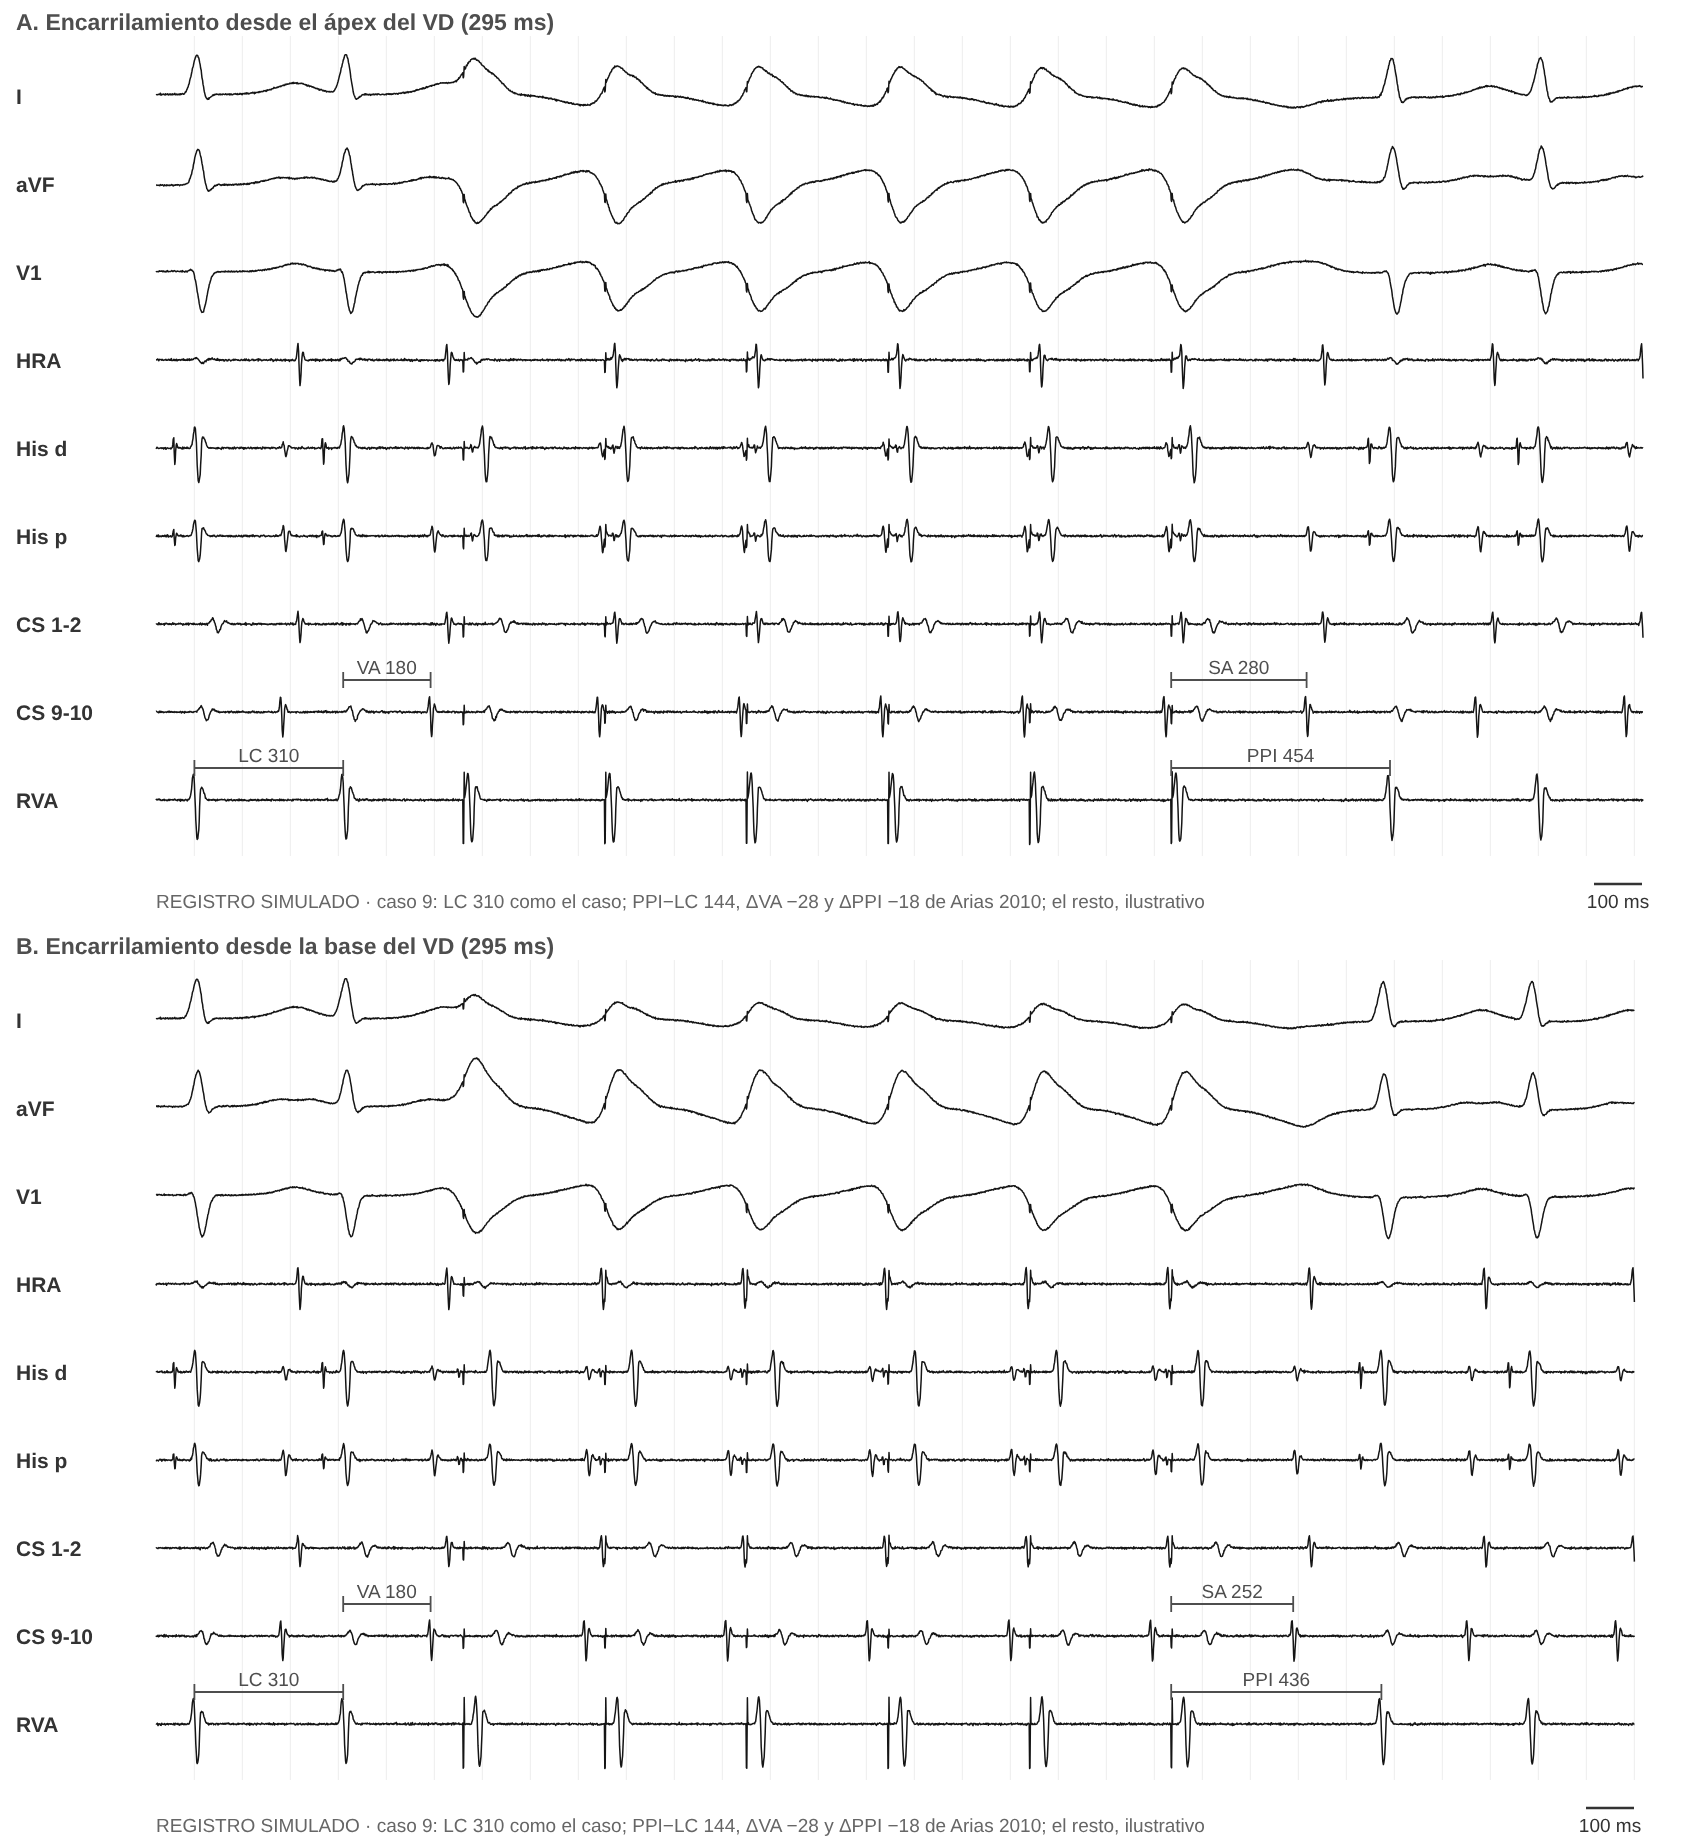 A. Encarrilamiento desde el ápex del VD (295 ms)
I
aVF
V1
HRA
His d
His p
CS 1-2
VA 180
SA 280
CS 9-10
LC 310
PPI 454
RVA
REGISTRO SIMULADO · caso 9: LC 310 como el caso; PPI−LC 144, ΔVA −28 y ΔPPI −18 de Arias 2010; el resto, ilustrativo
100 ms
B. Encarrilamiento desde la base del VD (295 ms)
I
aVF
V1
HRA
His d
His p
CS 1-2
VA 180
SA 252
CS 9-10
LC 310
PPI 436
RVA
REGISTRO SIMULADO · caso 9: LC 310 como el caso; PPI−LC 144, ΔVA −28 y ΔPPI −18 de Arias 2010; el resto, ilustrativo
100 ms